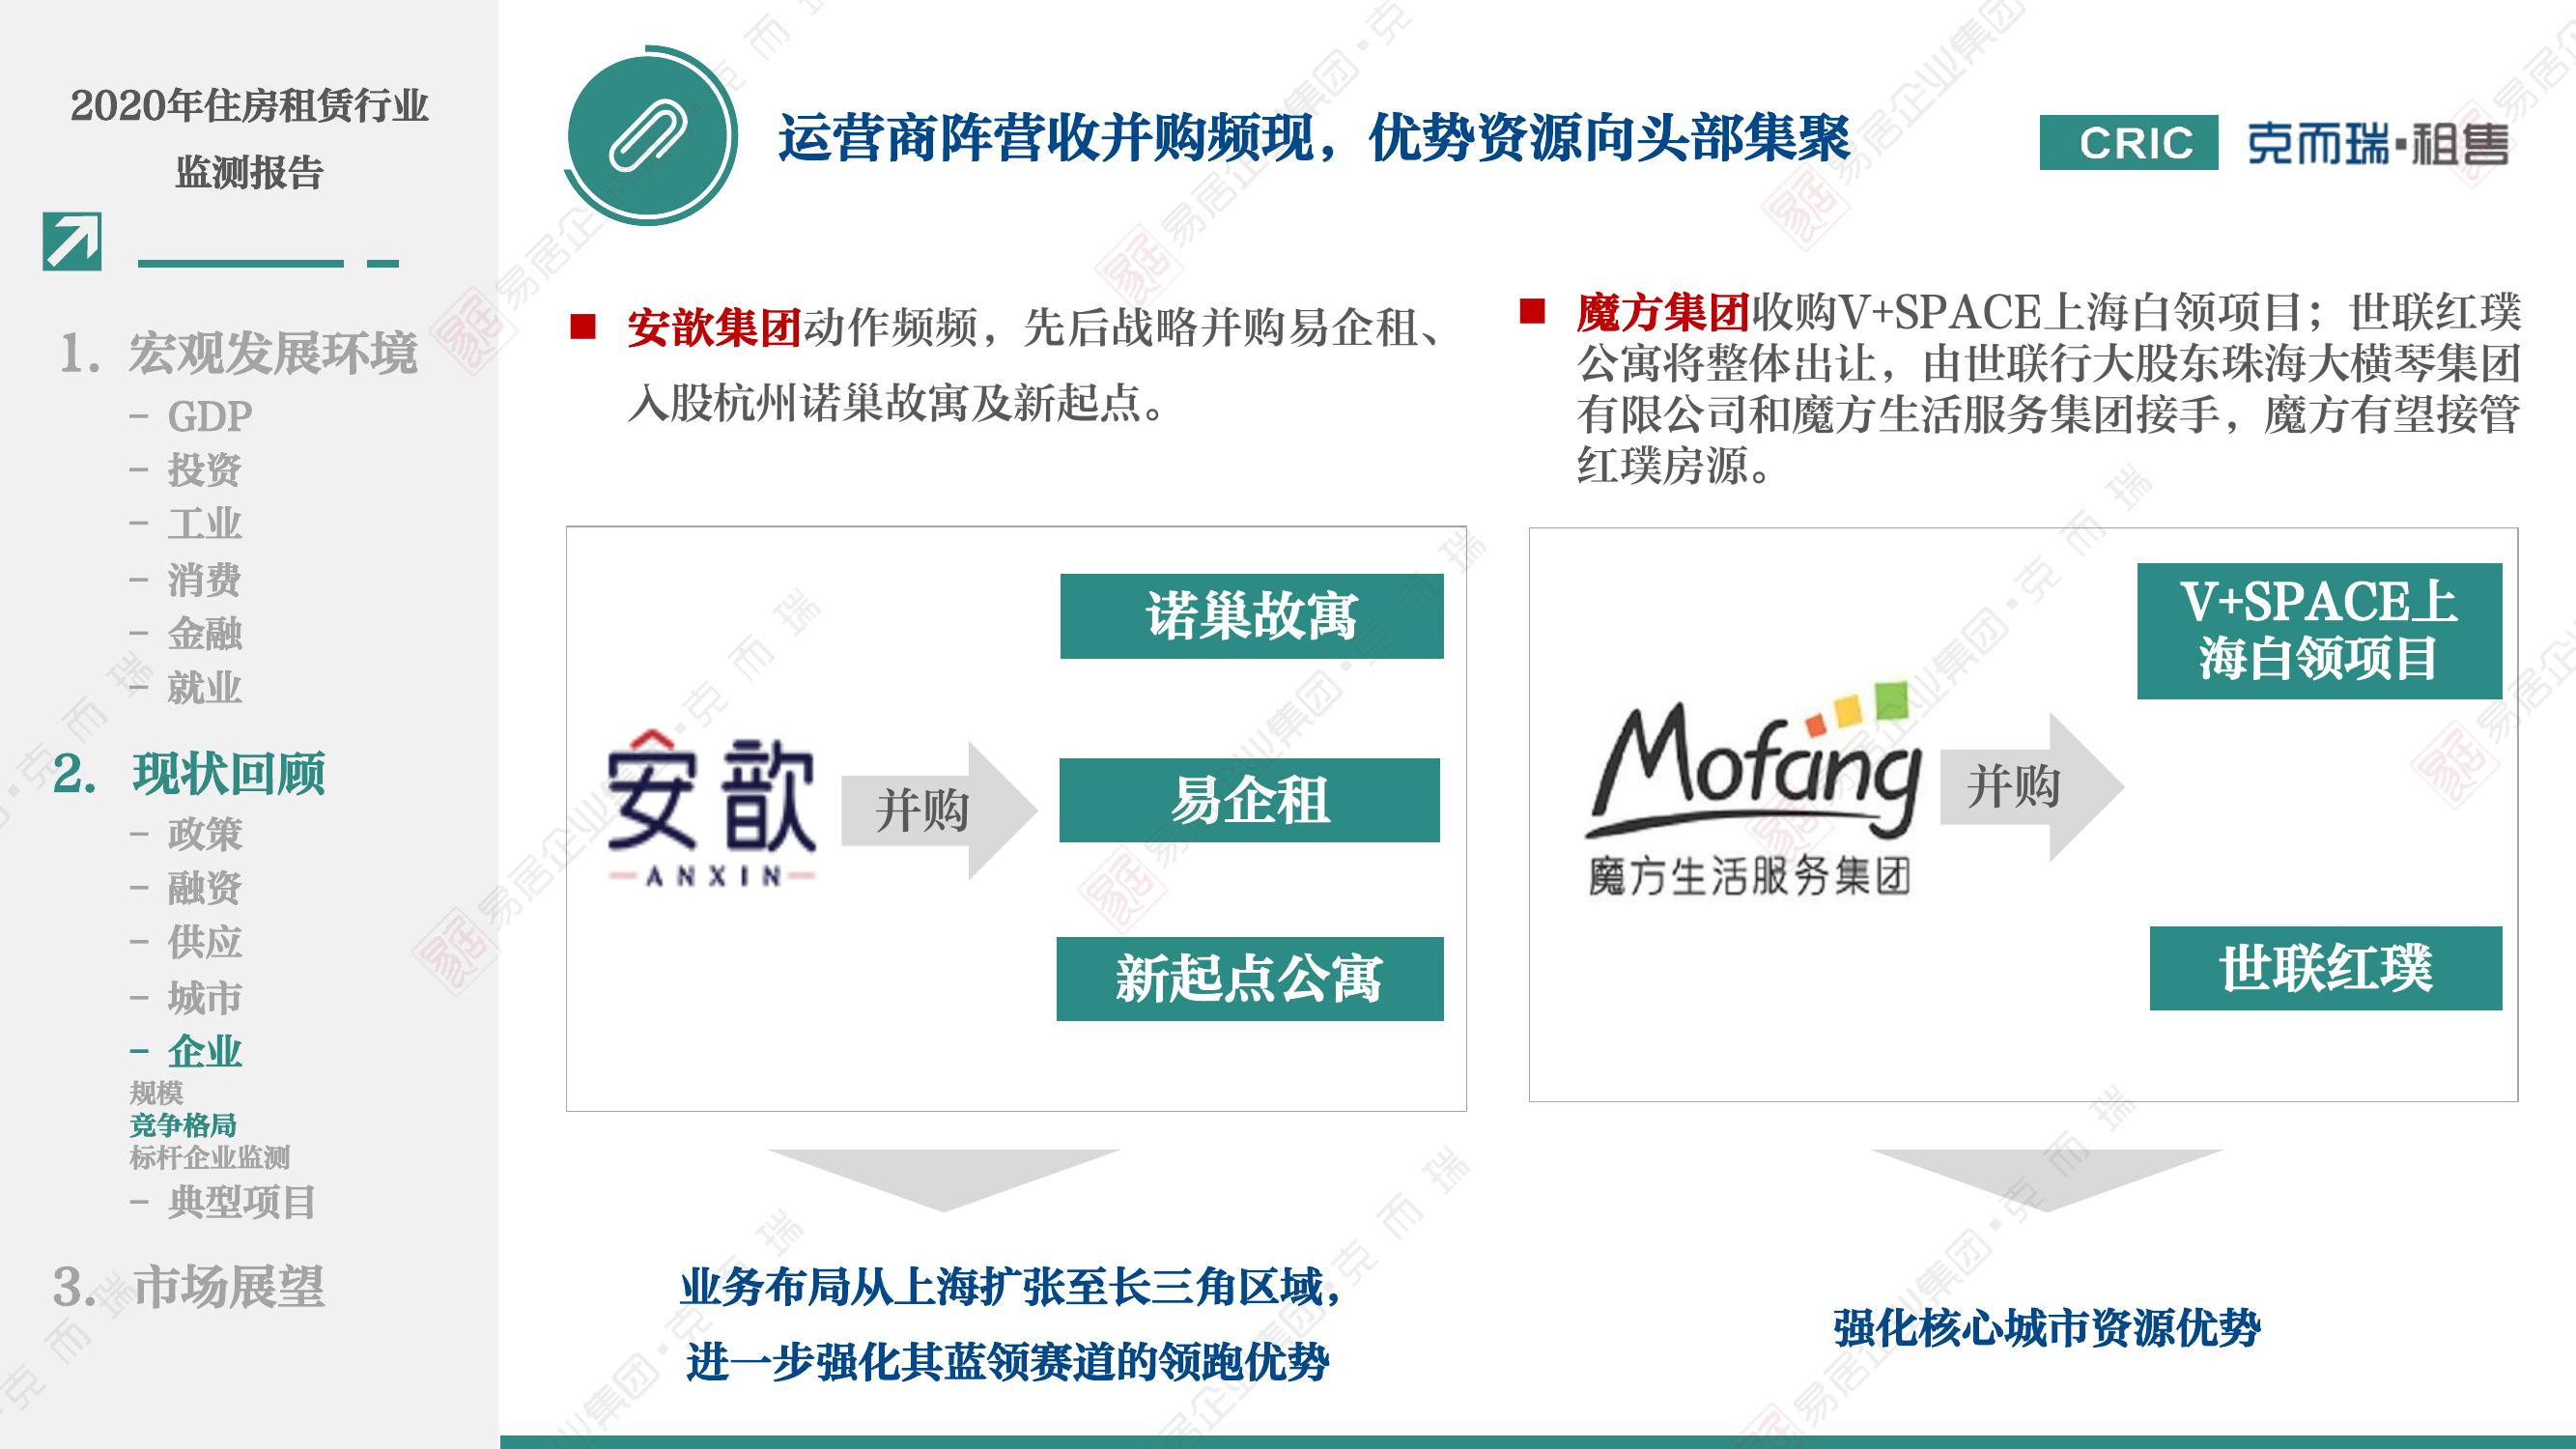 2020年住房租赁行业
监测报告
1. 宏观发展环境
– GDP
– 投资
– 工业
– 消费
– 金融
– 就业
2. 现状回顾
– 政策
– 融资
– 供应
– 城市
– 企业
规模
竞争格局
标杆企业监测
– 典型项目
3. 市场展望
运营商阵营收并购频现，优势资源向头部集聚
CRIC 克而瑞·租售
■ 安歆集团动作频频，先后战略并购易企租、
入股杭州诺巢故寓及新起点。
诺巢故寓
安歆
ANXIN
并购
易企租
新起点公寓
业务布局从上海扩张至长三角区域，
进一步强化其蓝领赛道的领跑优势
■ 魔方集团收购V+SPACE上海白领项目；世联红璞
公寓将整体出让，由世联行大股东珠海大横琴集团
有限公司和魔方生活服务集团接手，魔方有望接管
红璞房源。
V+SPACE上
海白领项目
Mofang
魔方生活服务集团
并购
世联红璞
强化核心城市资源优势
易居企业集团·克而瑞